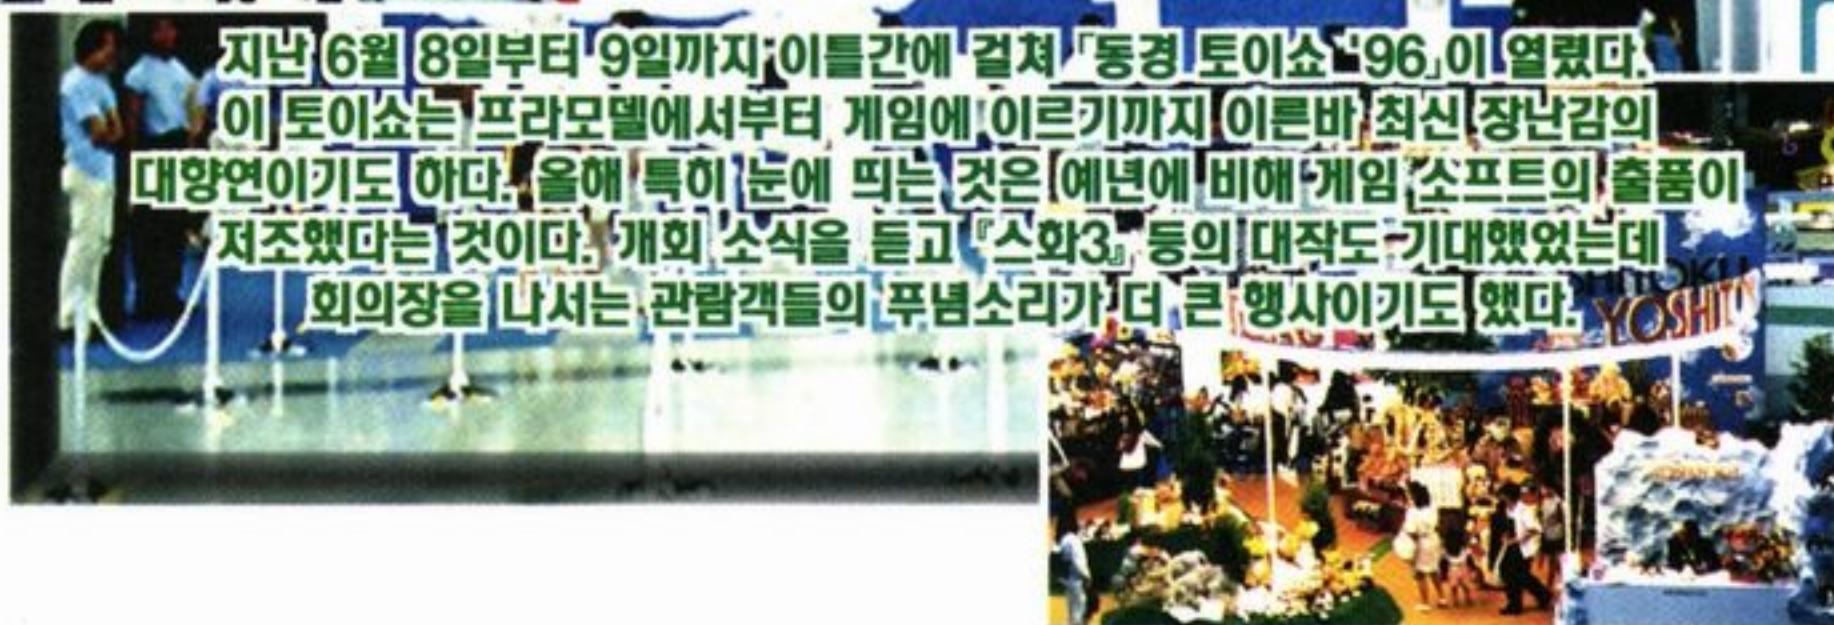 지난 6월 8일부터 9일까지 이틀간에 걸쳐 「동경 토이쇼 '96」이 열렸다.
이 토이쇼는 프라모델에서부터 게임에 이르기까지 이른바 최신 장난감의
대향연이기도 하다. 올해 특히 눈에 띄는 것은 예년에 비해 게임 소프트의 출품이
저조했다는 것이다. 개회 소식을 듣고 『스화3』 등의 대작도 기대했었는데
회의장을 나서는 관람객들의 푸념소리가 더 큰 행사이기도 했다.
YOSHIT